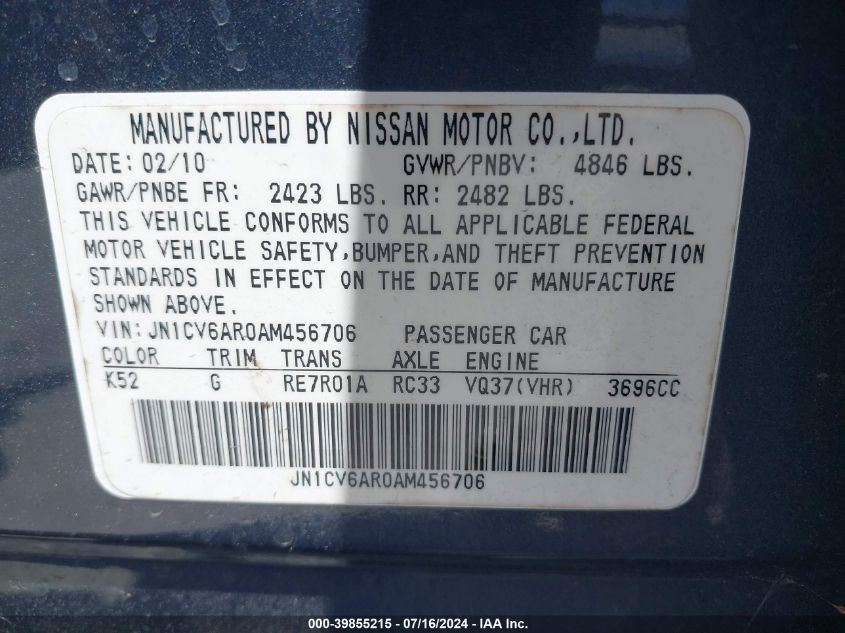 MANUFACTURED BY NISSAN MOTOR CO.,LTD.
DATE: 02/10 GVWR/PNBV: 4846 LBS.
GAWR/PNBE FR: 2423 LBS. RR: 2482 LBS.
THIS VEHICLE CONFORMS TO ALL APPLICABLE FEDERAL
MOTOR VEHICLE SAFETY,BUMPER,AND THEFT PREVENTION
STANDARDS IN EFFECT ON THE DATE OF MANUFACTURE
SHOWN ABOVE.
VIN: JN1CV6AR0AM456706 PASSENGER CAR
COLOR TRIM TRANS AXLE ENGINE
K52 G RE7R01A RC33 VQ37(VHR) 3696CC
JN1CV6AR0AM456706
000-39855215 - 07/16/2024 - IAA Inc.